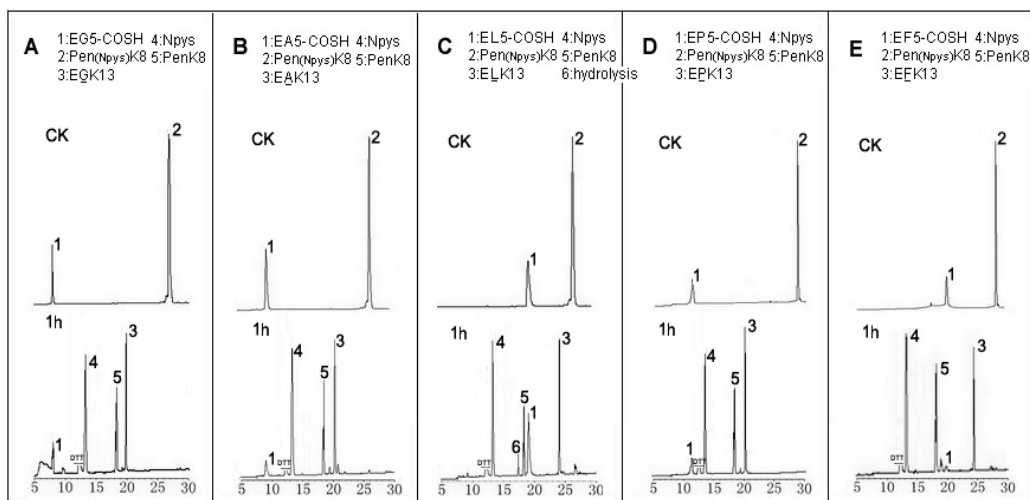 A
1:EG5-COSH 4:Npys
2:Pen(Npys)K8 5:PenK8
3:EGK13
CK
1
2
1h
1
DTT
4
5
3
5 10 15 20 25 30
B
1:EA5-COSH 4:Npys
2:Pen(Npys)K8 5:PenK8
3:EAK13
CK
1
2
1h
1
DTT
4
5
3
5 10 15 20 25 30
C
1:EL5-COSH 4:Npys
2:Pen(Npys)K8 5:PenK8
3:ELK13 6:hydrolysis
CK
1
2
1h
DTT
4
6
5
1
3
5 10 15 20 25 30
D
1:EP5-COSH 4:Npys
2:Pen(Npys)K8 5:PenK8
3:EPK13
CK
1
2
1h
1
DTT
4
5
3
5 10 15 20 25 30
E
1:EF5-COSH 4:Npys
2:Pen(Npys)K8 5:PenK8
3:EFK13
CK
1
2
1h
DTT
4
5
1
3
5 10 15 20 25 30